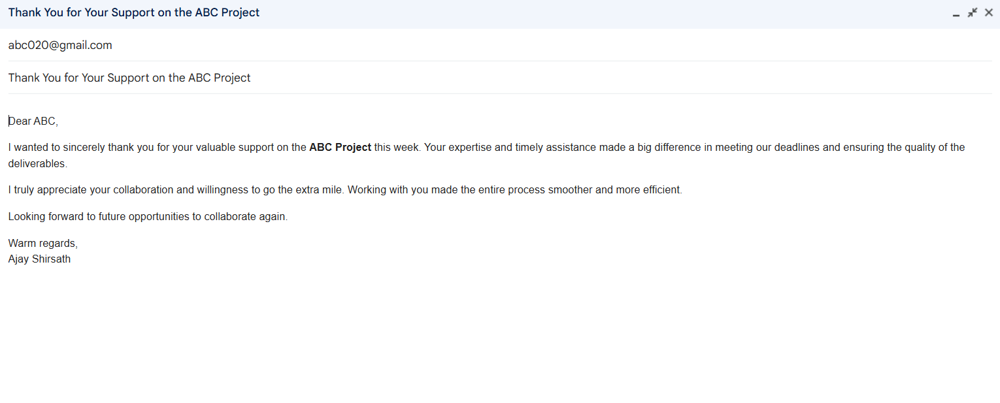 Thank You for Your Support on the ABC Project
abc020@gmail.com
Thank You for Your Support on the ABC Project
Dear ABC,
I wanted to sincerely thank you for your valuable support on the ABC Project this week. Your expertise and timely assistance made a big difference in meeting our deadlines and ensuring the quality of the
deliverables.
I truly appreciate your collaboration and willingness to go the extra mile. Working with you made the entire process smoother and more efficient.
Looking forward to future opportunities to collaborate again.
Warm regards,
Ajay Shirsath